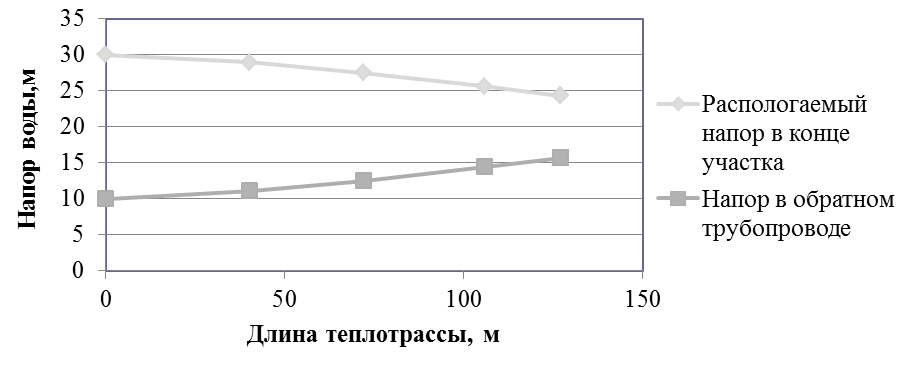 35
30
25
20
15
10
5
0
Напор воды,м
0 50 100 150
Длина теплотрассы, м
Распологаемый
напор в конце
участка
Напор в обратном
трубопроводе